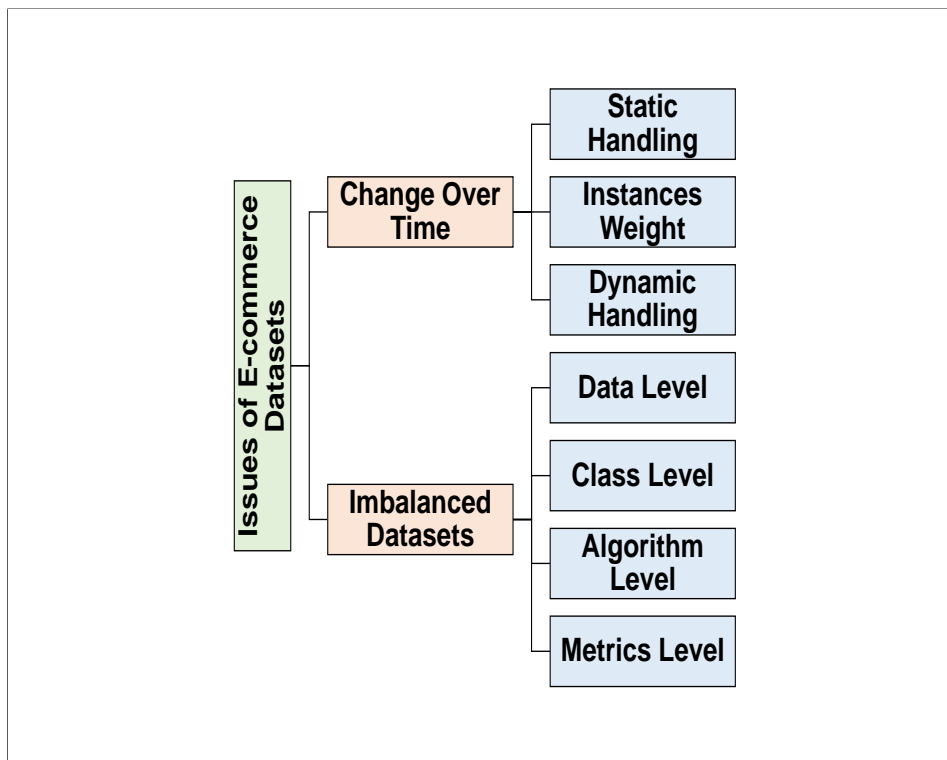 Issues of E-commerce
Datasets
Change Over
Time
Static
Handling
Instances
Weight
Dynamic
Handling
Imbalanced
Datasets
Data Level
Class Level
Algorithm
Level
Metrics Level